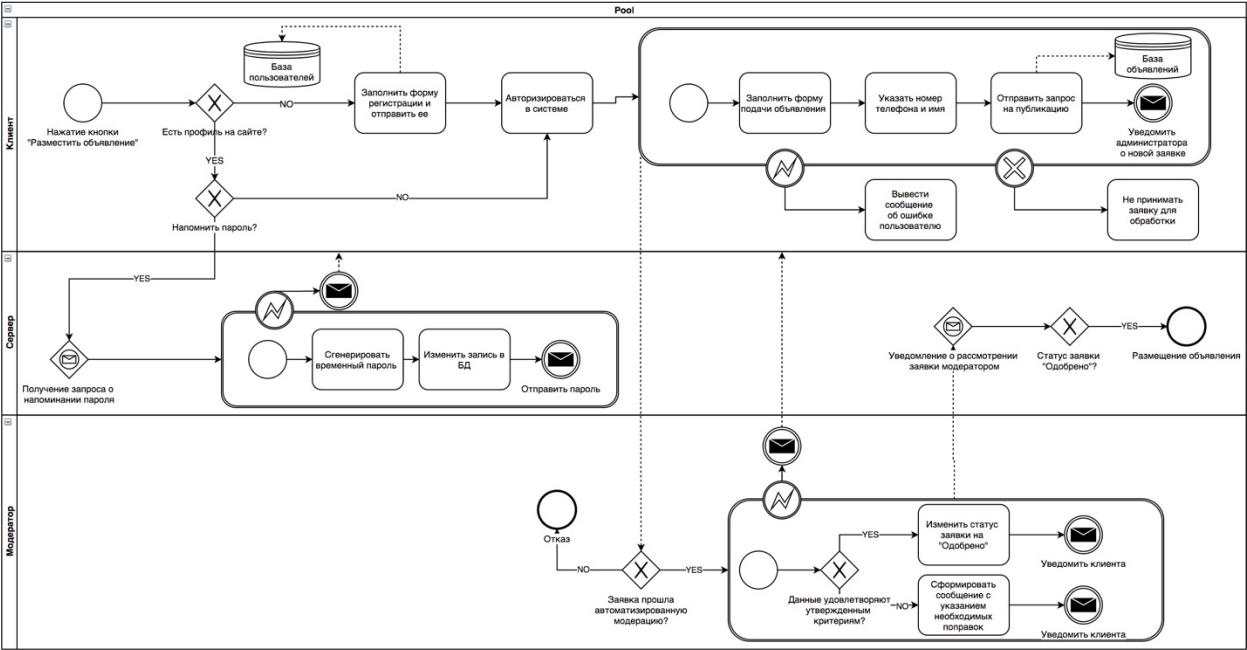 Pool
Клиент
База
пользователей
База
объявлений
Заполнить форму
регистрации и
отправить ее
Авторизироваться
в системе
Заполнить форму
подачи объявления
Указать номер
телефона и имя
Отправить запрос
на публикацию
NO
Нажатие кнопки
"Разместить объявление"
Есть профиль на сайте?
Уведомить
администратора
о новой заявке
YES
NO
Напомнить пароль?
Вывести
сообщение
об ошибке
пользователю
Не принимать
заявку для
обработки
Сервер
YES
Сгенерировать
временный пароль
Изменить запись в
БД
Отправить пароль
Получение запроса о
напоминании пароля
YES
Уведомление о рассмотрении
заявки модератором
Статус заявки
"Одобрено"?
Размещение объявления
Модератор
Отказ
NO
YES
Заявка прошла
автоматизированную
модерацию?
YES
Изменить статус
заявки на
"Одобрено"
Уведомить клиента
Данные удовлетворяют
утвержденным
критериям?
NO
Сформировать
сообщение с
указанием
необходимых
поправок
Уведомить клиента